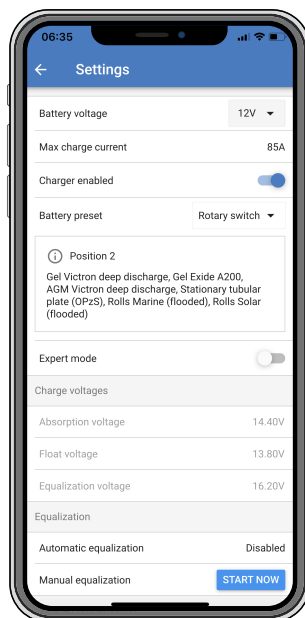 06:35
Settings
Battery voltage 12V
Max charge current 85A
Charger enabled
Battery preset Rotary switch
Position 2
Gel Victron deep discharge, Gel Exide A200,
AGM Victron deep discharge, Stationary tubular
plate (OPzS), Rolls Marine (flooded), Rolls Solar
(flooded)
Expert mode
Charge voltages
Absorption voltage 14.40V
Float voltage 13.80V
Equalization voltage 16.20V
Equalization
Automatic equalization Disabled
Manual equalization START NOW